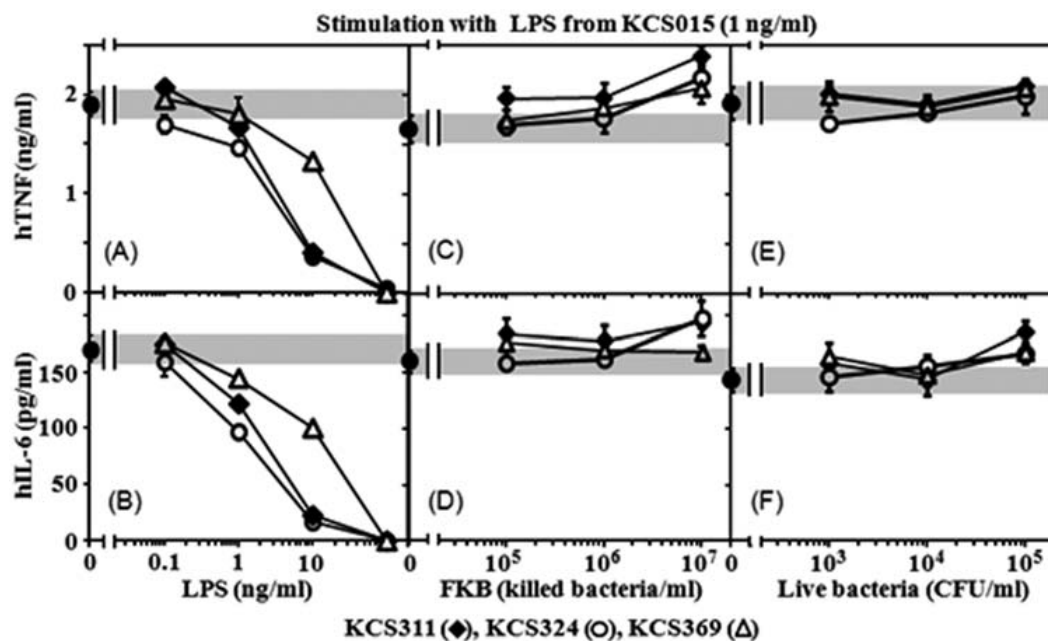 Stimulation with LPS from KCS015 (1 ng/ml)
hTNF (ng/ml)
2
1
0
(A)
(C)
(E)
hIL-6 (pg/ml)
150
100
50
0
(B)
(D)
(F)
0 0.1 1 10 0 10⁵ 10⁶ 10⁷ 0 10³ 10⁴ 10⁵
LPS (ng/ml) FKB (killed bacteria/ml) Live bacteria (CFU/ml)
KCS311 (◆), KCS324 (○), KCS369 (△)